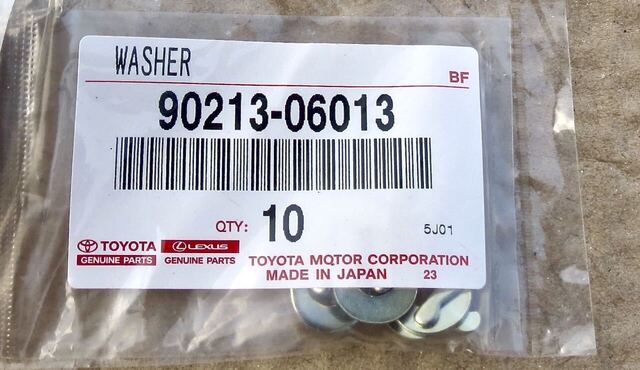 WASHER
BF
90213-06013
QTY: 10
5J01
TOYOTA LEXUS
GENUINE PARTS GENUINE PARTS
TOYOTA MOTOR CORPORATION
MADE IN JAPAN 23